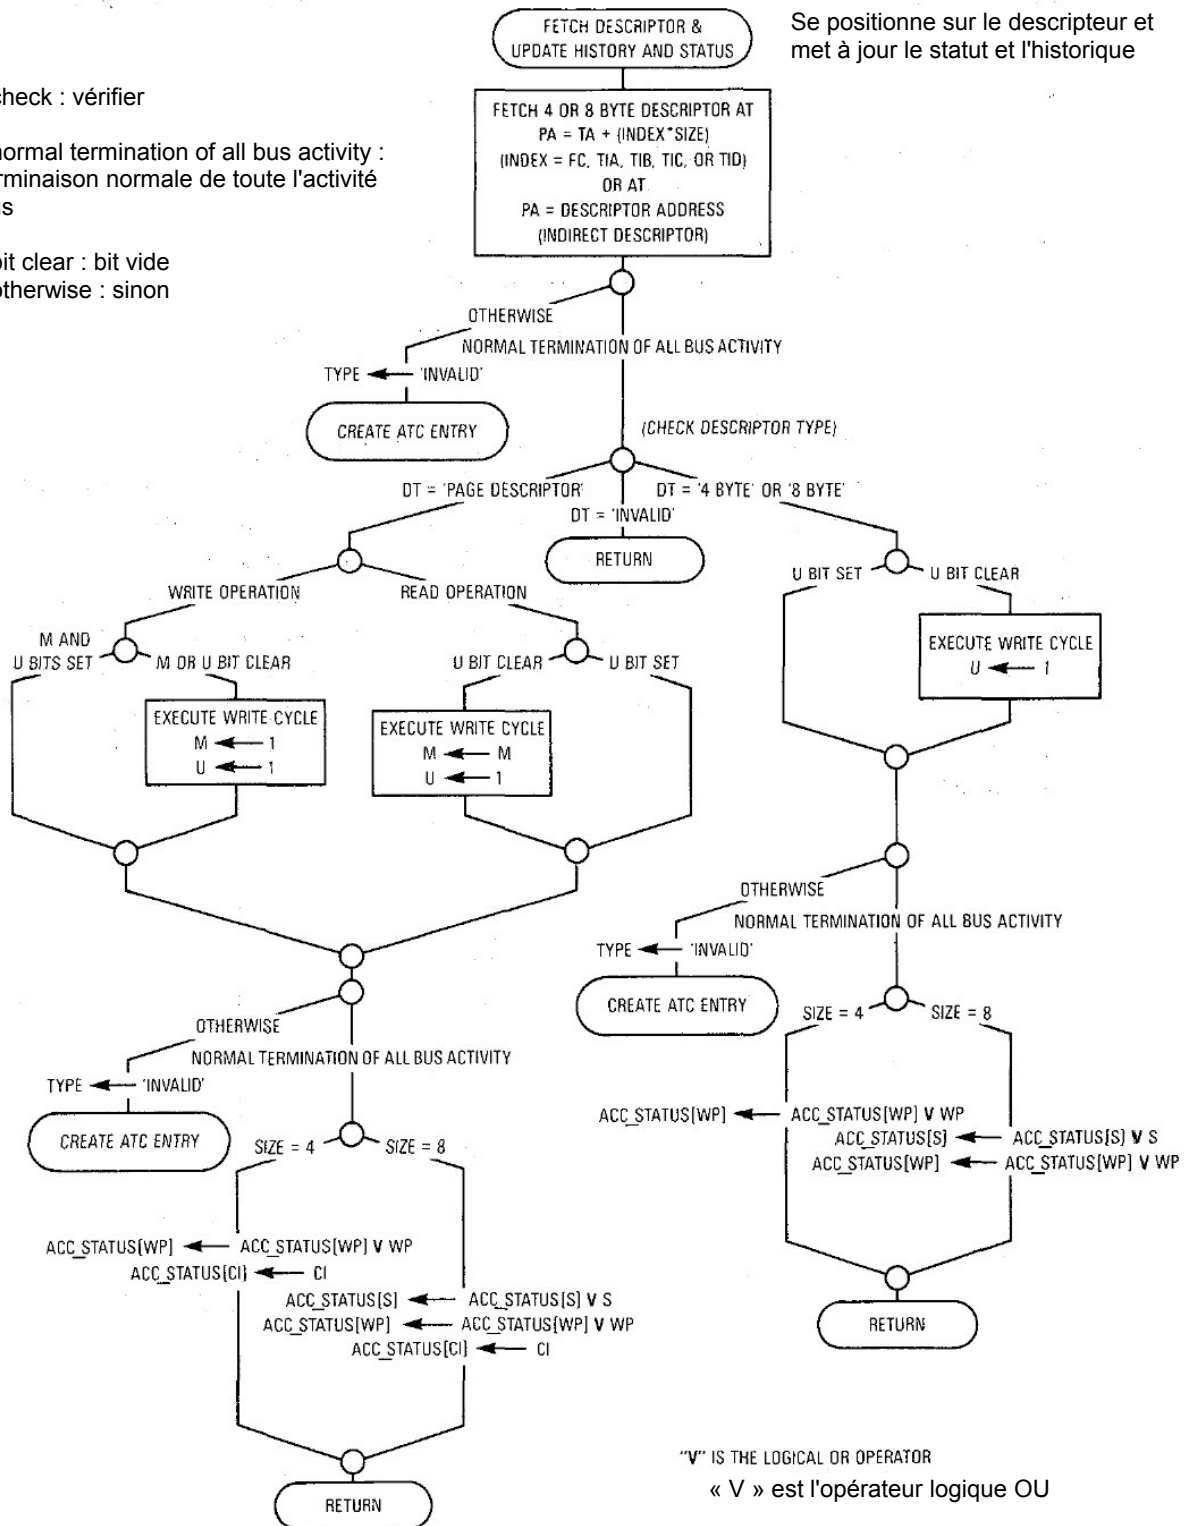 FETCH DESCRIPTOR &
UPDATE HISTORY AND STATUS
Se positionne sur le descripteur et
met à jour le statut et l'historique
check : vérifier
normal termination of all bus activity :
rminaison normale de toute l'activité
us
bit clear : bit vide
otherwise : sinon
FETCH 4 OR 8 BYTE DESCRIPTOR AT
PA = TA + (INDEX*SIZE)
(INDEX = FC, TIA, TIB, TIC, OR TID)
OR AT
PA = DESCRIPTOR ADDRESS
(INDIRECT DESCRIPTOR)
OTHERWISE
NORMAL TERMINATION OF ALL BUS ACTIVITY
TYPE ← 'INVALID'
CREATE ATC ENTRY
(CHECK DESCRIPTOR TYPE)
DT = 'PAGE DESCRIPTOR'
DT = '4 BYTE' OR '8 BYTE'
DT = 'INVALID'
RETURN
U BIT SET
U BIT CLEAR
EXECUTE WRITE CYCLE
U ← 1
WRITE OPERATION
READ OPERATION
M AND
U BITS SET
M OR U BIT CLEAR
U BIT CLEAR
U BIT SET
EXECUTE WRITE CYCLE
M ← 1
U ← 1
EXECUTE WRITE CYCLE
M ← M
U ← 1
OTHERWISE
NORMAL TERMINATION OF ALL BUS ACTIVITY
TYPE ← 'INVALID'
CREATE ATC ENTRY
SIZE = 4
SIZE = 8
ACC_STATUS[WP] ← ACC_STATUS[WP] V WP
ACC_STATUS[S] ← ACC_STATUS[S] V S
ACC_STATUS[WP] ← ACC_STATUS[WP] V WP
RETURN
OTHERWISE
NORMAL TERMINATION OF ALL BUS ACTIVITY
TYPE ← 'INVALID'
CREATE ATC ENTRY
SIZE = 4
SIZE = 8
ACC_STATUS[WP] ← ACC_STATUS[WP] V WP
ACC_STATUS[CI] ← CI
ACC_STATUS[S] ← ACC_STATUS[S] V S
ACC_STATUS[WP] ← ACC_STATUS[WP] V WP
ACC_STATUS[CI] ← CI
RETURN
"V" IS THE LOGICAL OR OPERATOR
« V » est l'opérateur logique OU